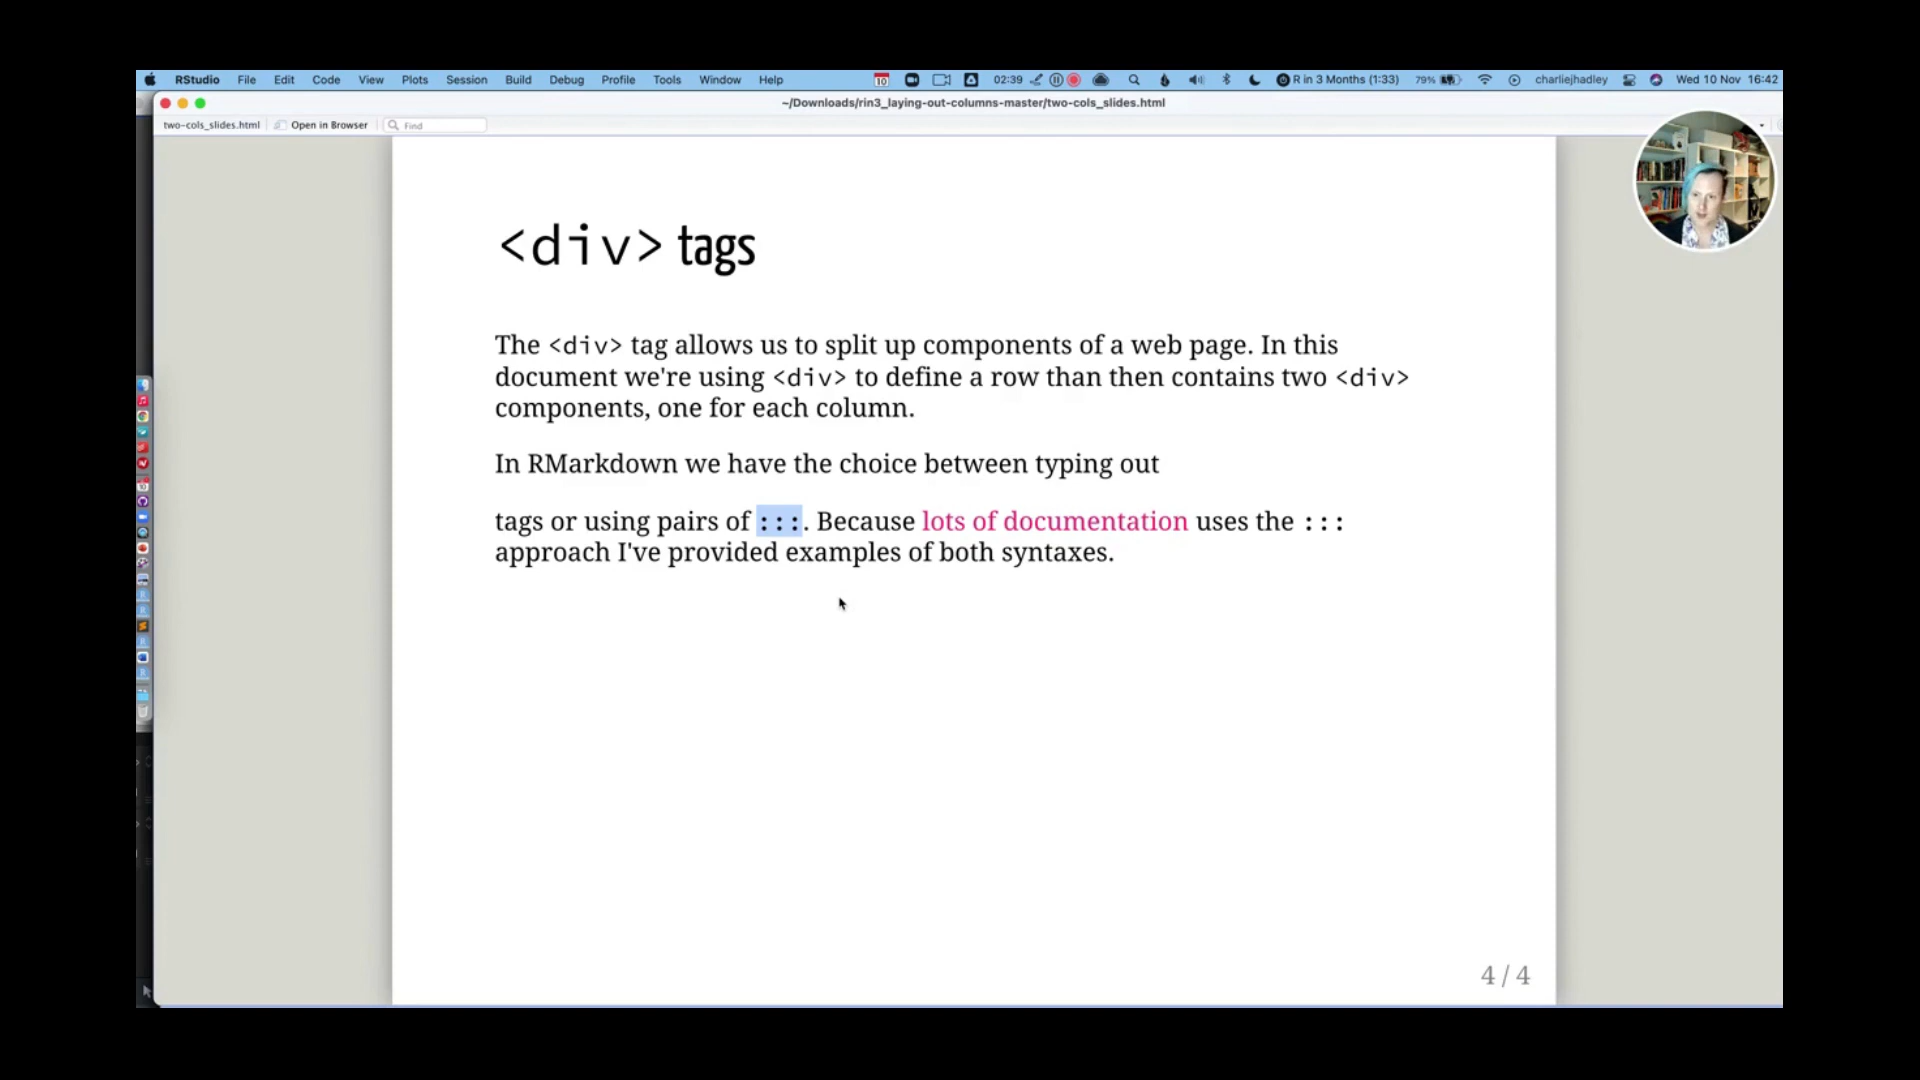 RStudio File Edit Code View Plots Session Build Debug Profile Tools Window Help 10 02:39 R in 3 Months (1:33) 79% charliejhadley Wed 10 Nov 16:42
~/Downloads/rin3_laying-out-columns-master/two-cols_slides.html
two-cols_slides.html Open in Browser Find
<div> tags
The <div> tag allows us to split up components of a web page. In this
document we're using <div> to define a row than then contains two <div>
components, one for each column.
In RMarkdown we have the choice between typing out
tags or using pairs of :::. Because lots of documentation uses the :::
approach I've provided examples of both syntaxes.
4 / 4